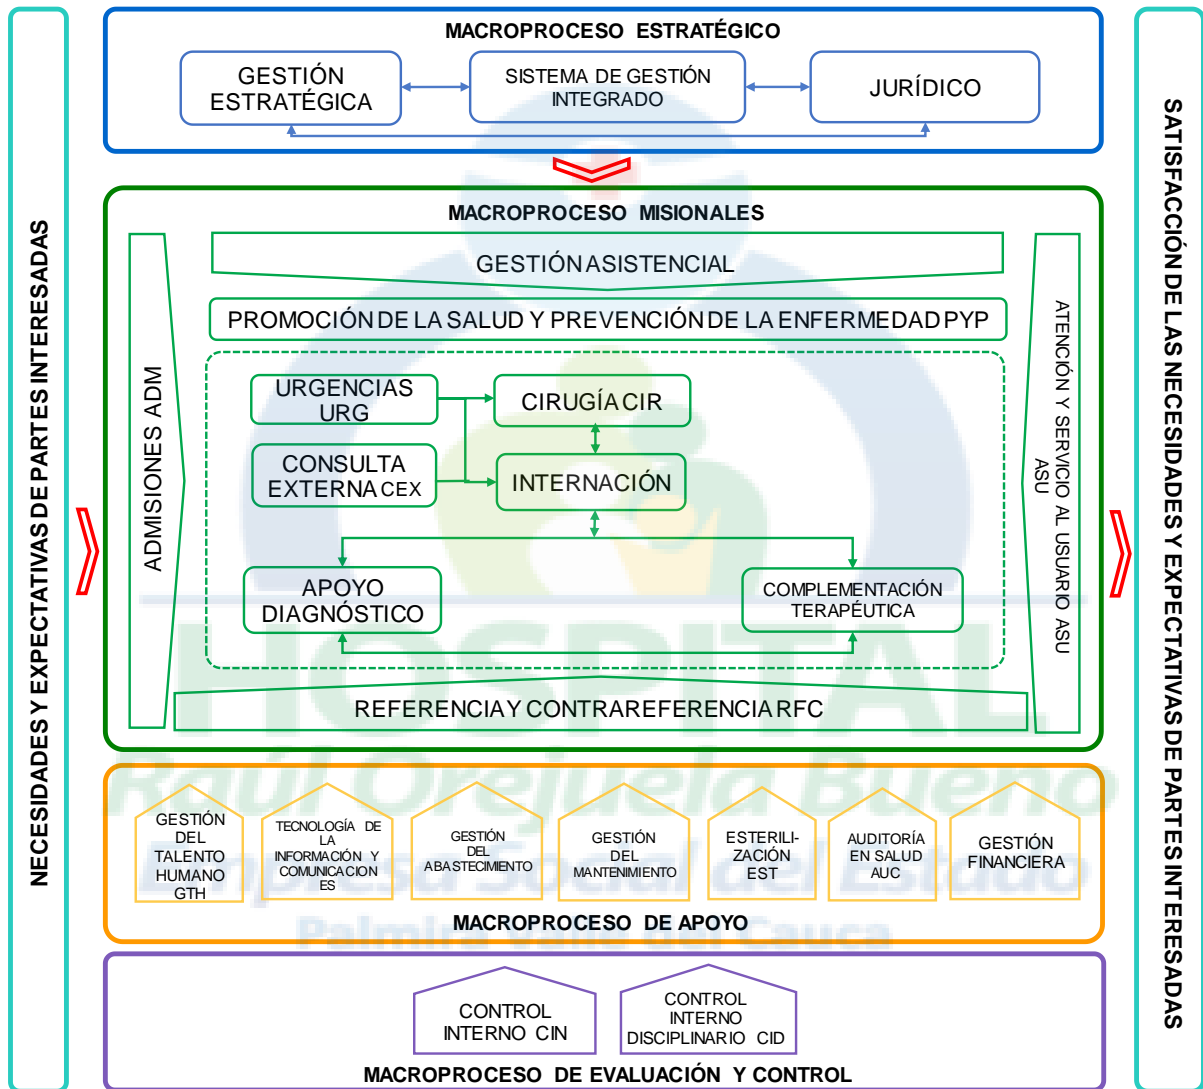 NECESIDADES Y EXPECTATIVAS DE PARTES INTERESADAS
MACROPROCESO ESTRATÉGICO
GESTIÓN
ESTRATÉGICA
SISTEMA DE GESTIÓN
INTEGRADO
JURÍDICO
MACROPROCESO MISIONALES
ADMISIONES ADM
GESTIÓN ASISTENCIAL
PROMOCIÓN DE LA SALUD Y PREVENCIÓN DE LA ENFERMEDAD PYP
URGENCIAS
URG
CIRUGÍA CIR
CONSULTA
EXTERNA CEX
INTERNACIÓN
APOYO
DIAGNÓSTICO
COMPLEMENTACIÓN
TERAPÉUTICA
REFERENCIA Y CONTRAREFERENCIA RFC
ATENCIÓN Y SERVICIO AL USUARIO ASU
ASU
HOSPITAL
Raúl Orejuela Bueno
Empresa Social del Estado
Palmira Valle del Cauca
GESTIÓN
DEL
TALENTO
HUMANO
GTH
TECNOLOGÍA DE
LA
INFORMACIÓN Y
COMUNICACION
ES
GESTIÓN
DEL
ABASTECIMIENTO
GESTIÓN
DEL
MANTENIMIENTO
ESTERILI-
ZACIÓN
EST
AUDITORÍA
EN SALUD
AUC
GESTIÓN
FINANCIERA
MACROPROCESO DE APOYO
CONTROL
INTERNO CIN
CONTROL
INTERNO
DISCIPLINARIO CID
MACROPROCESO DE EVALUACIÓN Y CONTROL
SATISFACCIÓN DE LAS NECESIDADES Y EXPECTATIVAS DE PARTES INTERESADAS